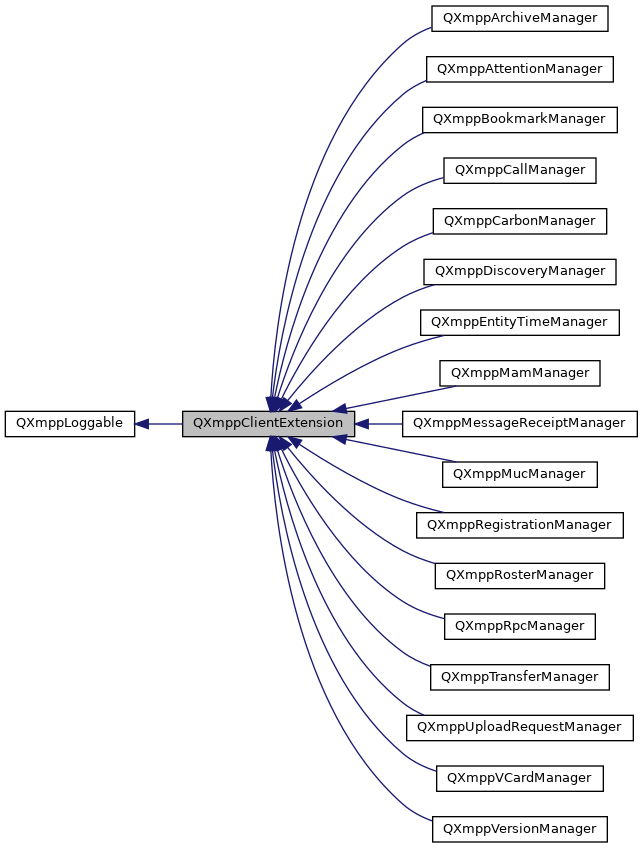 QXmppArchiveManager
QXmppAttentionManager
QXmppBookmarkManager
QXmppCallManager
QXmppCarbonManager
QXmppDiscoveryManager
QXmppEntityTimeManager
QXmppMamManager
QXmppLoggable
QXmppClientExtension
QXmppMessageReceiptManager
QXmppMucManager
QXmppRegistrationManager
QXmppRosterManager
QXmppRpcManager
QXmppTransferManager
QXmppUploadRequestManager
QXmppVCardManager
QXmppVersionManager